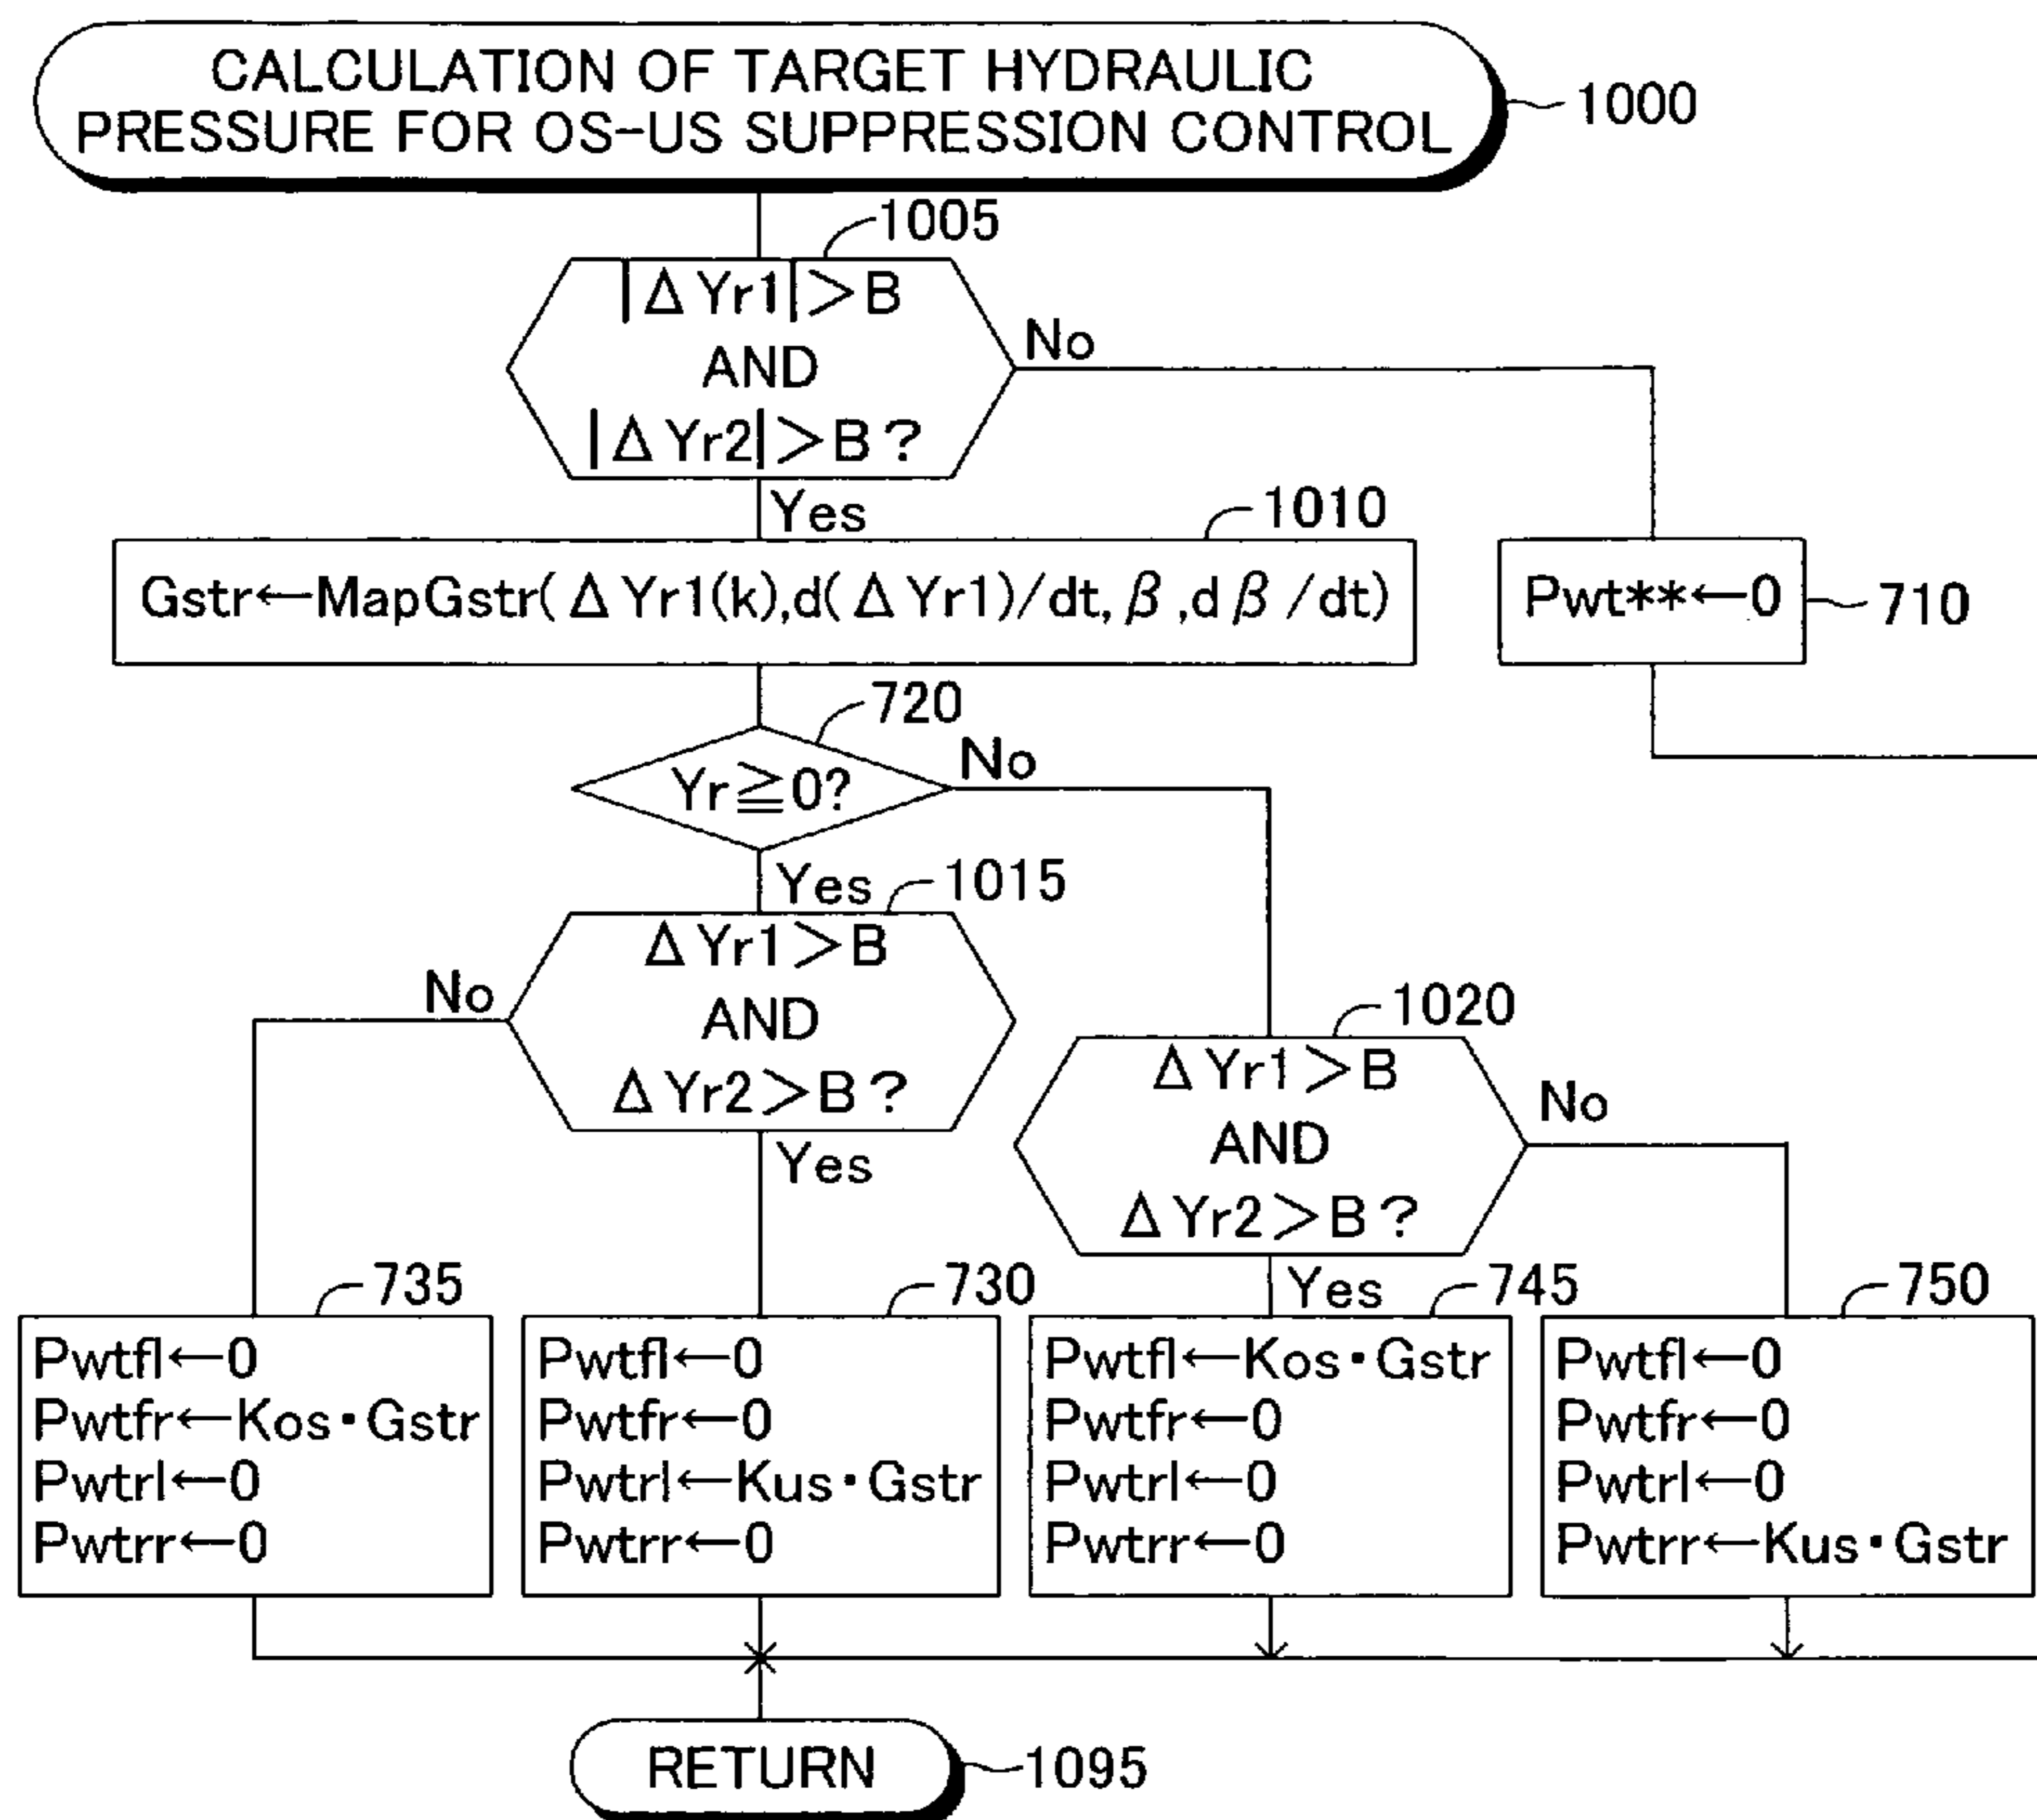 CALCULATION OF TARGET HYDRAULIC
PRESSURE FOR OS-US SUPPRESSION CONTROL
1000
1005
|ΔYr1|>B
AND
|ΔYr2|>B?
No
Yes
1010
Gstr←MapGstr(ΔYr1(k),d(ΔYr1)/dt,β,dβ/dt)
Pwt**←0
710
720
Yr≧0?
No
Yes
1015
ΔYr1>B
AND
ΔYr2>B?
No
Yes
1020
ΔYr1>B
AND
ΔYr2>B?
No
Yes
735
Pwtfl←0
Pwtfr←Kos・Gstr
Pwtrl←0
Pwtrr←0
730
Pwtfl←0
Pwtfr←0
Pwtrl←Kus・Gstr
Pwtrr←0
745
Pwtfl←Kos・Gstr
Pwtfr←0
Pwtrl←0
Pwtrr←0
750
Pwtfl←0
Pwtfr←0
Pwtrl←0
Pwtrr←Kus・Gstr
RETURN
1095